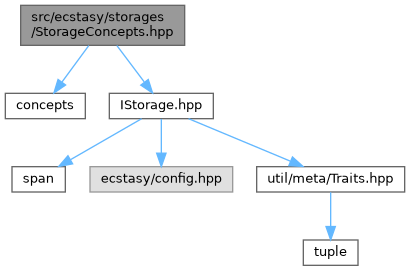 src/ecstasy/storages
/StorageConcepts.hpp
concepts
IStorage.hpp
span
ecstasy/config.hpp
util/meta/Traits.hpp
tuple